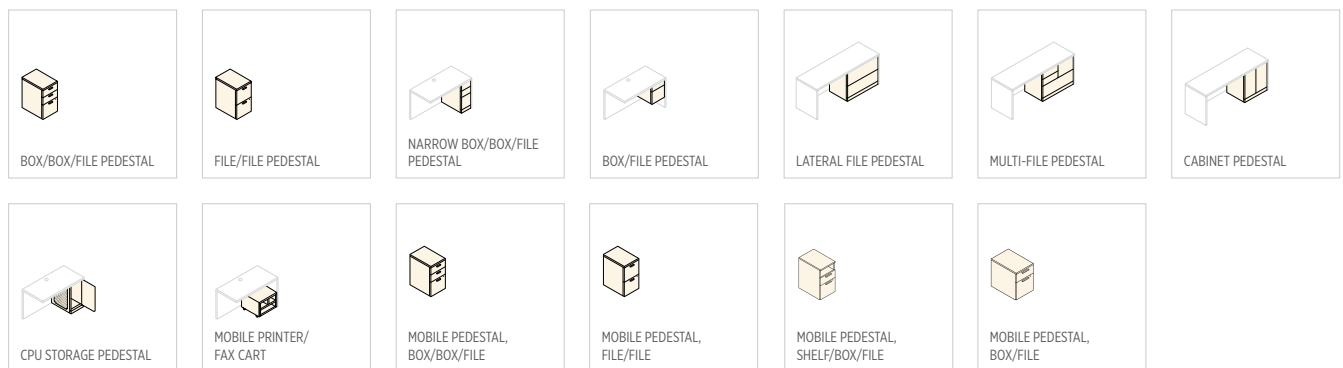 BOX/BOX/FILE PEDESTAL
FILE/FILE PEDESTAL
NARROW BOX/BOX/FILE
PEDESTAL
BOX/FILE PEDESTAL
LATERAL FILE PEDESTAL
MULTI-FILE PEDESTAL
CABINET PEDESTAL
CPU STORAGE PEDESTAL
MOBILE PRINTER/
FAX CART
MOBILE PEDESTAL,
BOX/BOX/FILE
MOBILE PEDESTAL,
FILE/FILE
MOBILE PEDESTAL,
SHELF/BOX/FILE
MOBILE PEDESTAL,
BOX/FILE